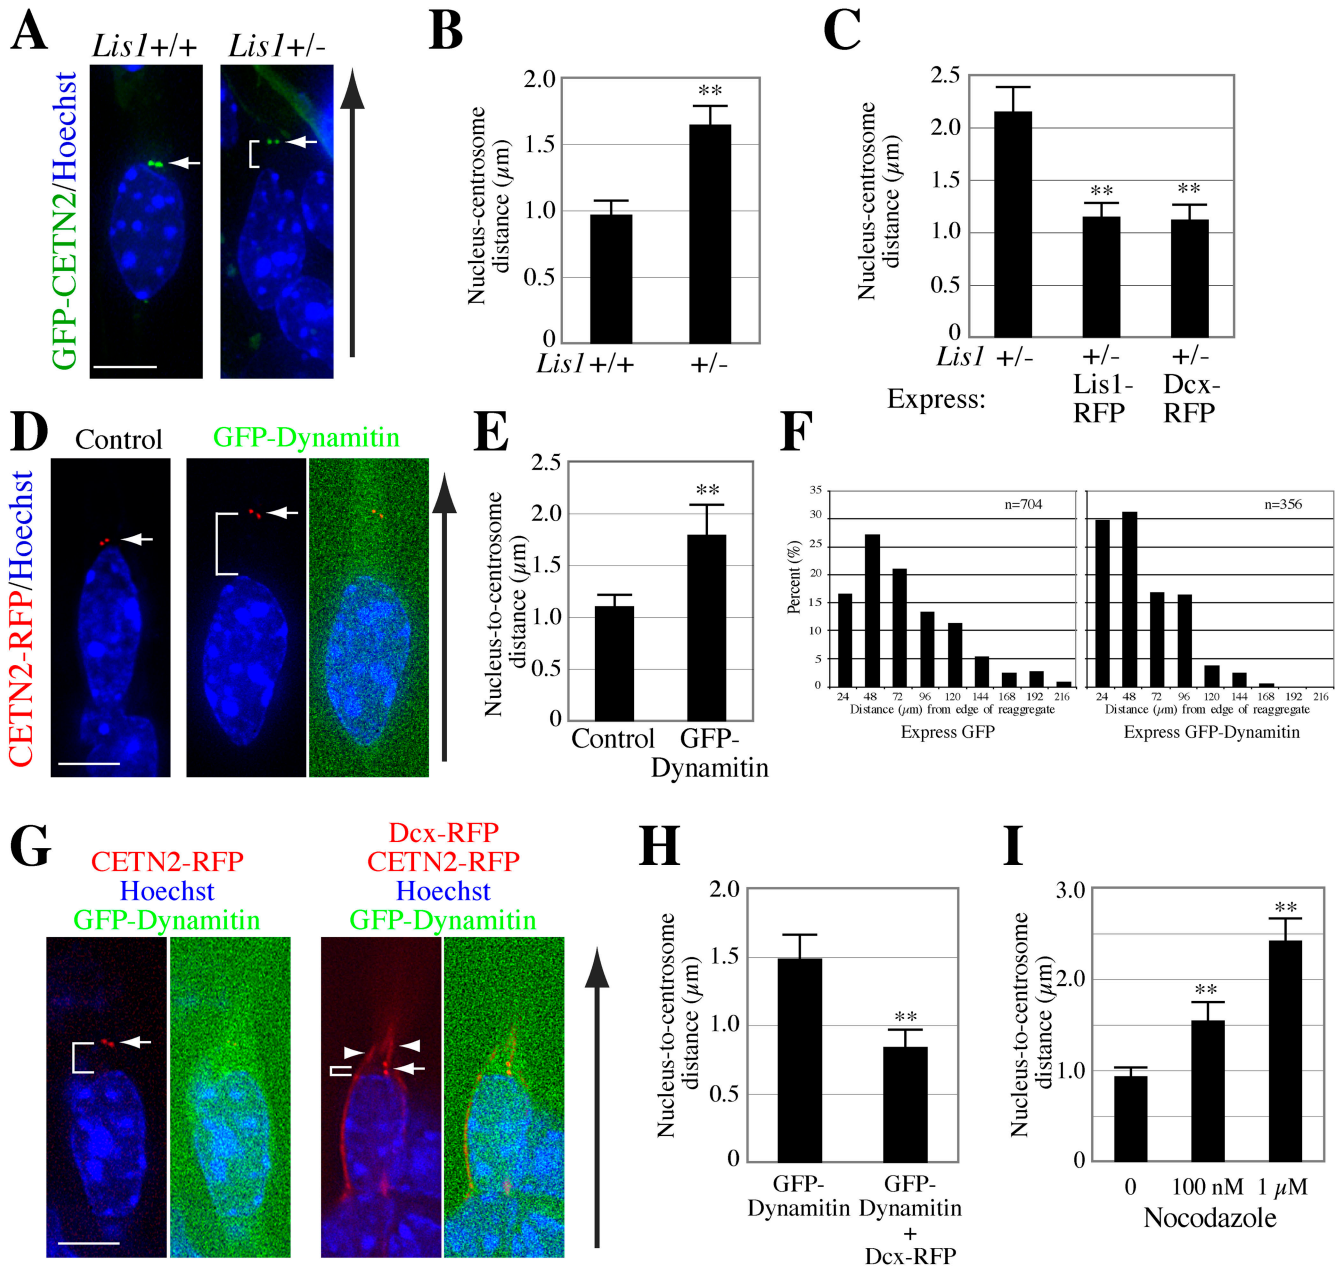 A
Lis1+/+
Lis1+/-
GFP-CETN2/Hoechst
B
Nucleus-centrosome
distance (µm)
2.0
**
1.5
1.0
0.5
0
Lis1 +/+
+/-
C
Nucleus-centrosome
distance (µm)
2.5
2.0
1.5
** **
1.0
0.5
0
Lis1 +/- +/- +/-
Express: Lis1-RFP Dcx-RFP
D
Control
GFP-Dynamitin
CETN2-RFP/Hoechst
E
Nucleus-to-centrosome
distance (µm)
2.5
**
2.0
1.5
1.0
0.5
0
Control
GFP-
Dynamitin
F
Percent (%)
35
30
25
20
15
10
5
0
n=704
24 48 72 96 120 144 168 192 216
Distance (µm) from edge of reaggregate
Express GFP
n=356
24 48 72 96 120 144 168 192 216
Distance (µm) from edge of reaggregate
Express GFP-Dynamitin
G
CETN2-RFP
Hoechst
GFP-Dynamitin
Dcx-RFP
CETN2-RFP
Hoechst
GFP-Dynamitin
H
Nucleus-to-centrosome
distance (µm)
2.0
1.5
**
1.0
0.5
0
GFP-
Dynamitin
GFP-
Dynamitin
+
Dcx-RFP
I
Nucleus-to-centrosome
distance (µm)
3.0
**
2.0
**
1.0
0
0 100 nM 1 µM
Nocodazole